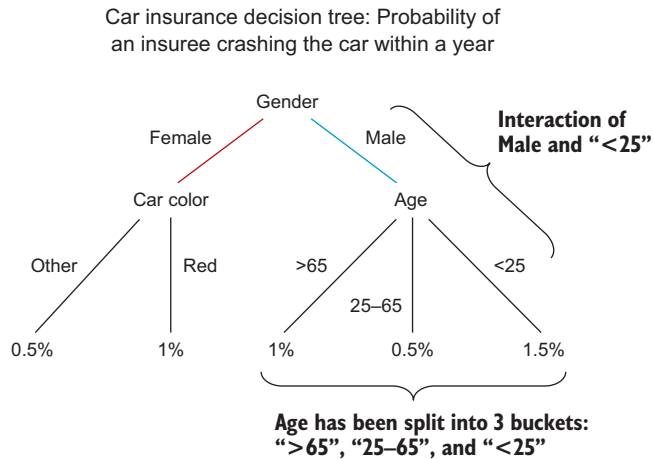 Car insurance decision tree: Probability of
an insuree crashing the car within a year
Gender
Interaction of
Male and “<25”
Female
Male
Car color
Age
Other
Red
>65
<25
25–65
0.5%
1%
1%
0.5%
1.5%
Age has been split into 3 buckets:
“>65”, “25–65”, and “<25”